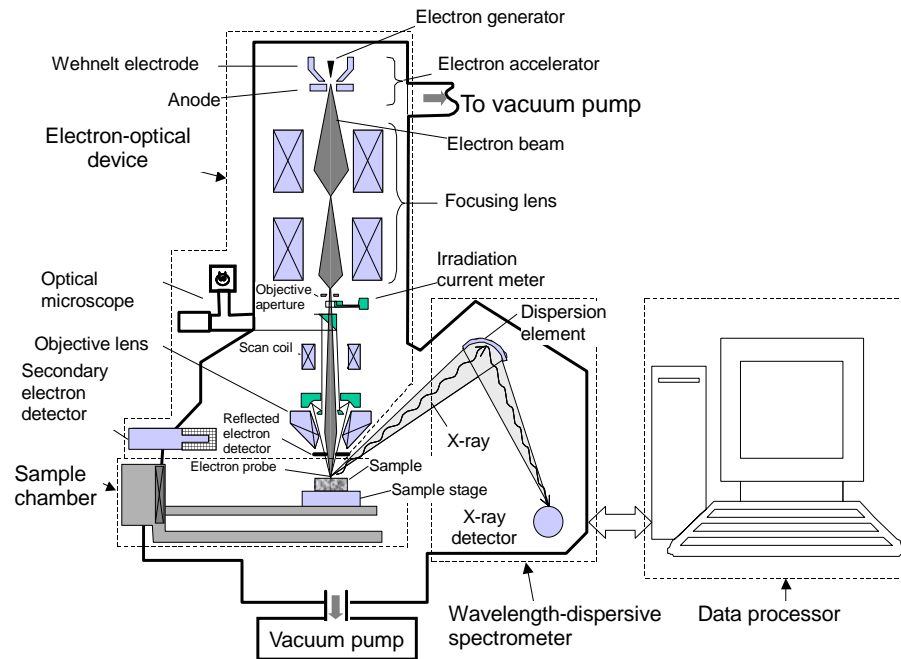 Electron generator
Wehnelt electrode
Electron accelerator
Anode
To vacuum pump
Electron-optical
device
Electron beam
Focusing lens
Optical
microscope
Objective
aperture
Irradiation
current meter
Dispersion
element
Objective lens
Scan coil
Secondary
electron
detector
Reflected
electron
detector
X-ray
Electron probe
Sample
Sample
chamber
Sample stage
X-ray
detector
Wavelength-dispersive
spectrometer
Data processor
Vacuum pump